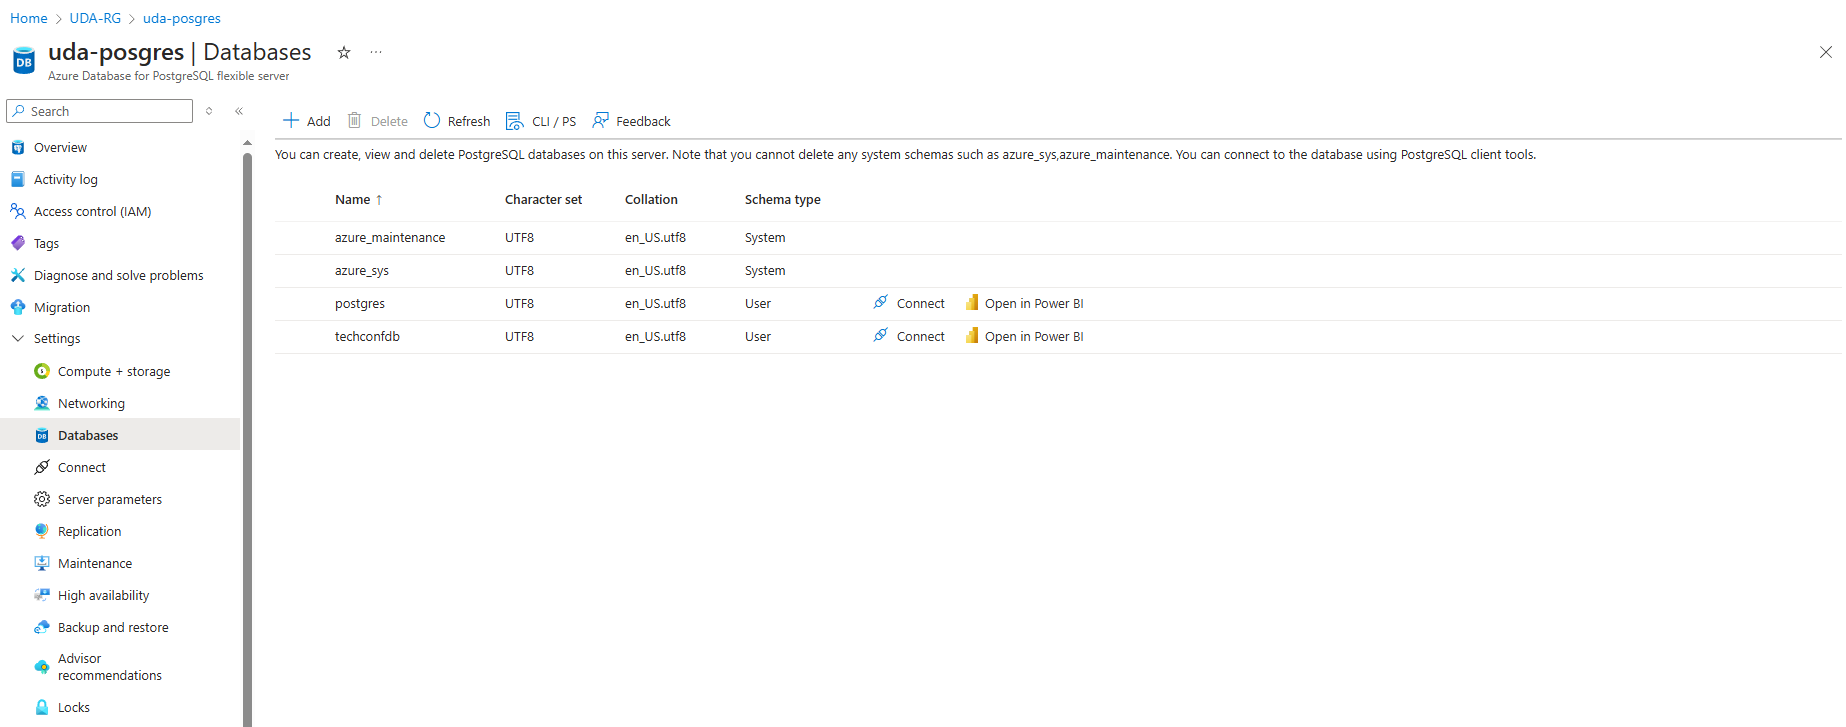 Home > UDA-RG > uda-posgres
uda-posgres | Databases
Azure Database for PostgreSQL flexible server
Search
Overview
Activity log
Access control (IAM)
Tags
Diagnose and solve problems
Migration
Settings
Compute + storage
Networking
Databases
Connect
Server parameters
Replication
Maintenance
High availability
Backup and restore
Advisor
recommendations
Locks
Add Delete Refresh CLI / PS Feedback
You can create, view and delete PostgreSQL databases on this server. Note that you cannot delete any system schemas such as azure_sys,azure_maintenance. You can connect to the database using PostgreSQL client tools.
Name ↑ Character set Collation Schema type
azure_maintenance UTF8 en_US.utf8 System
azure_sys UTF8 en_US.utf8 System
postgres UTF8 en_US.utf8 User Connect Open in Power BI
techconfdb UTF8 en_US.utf8 User Connect Open in Power BI